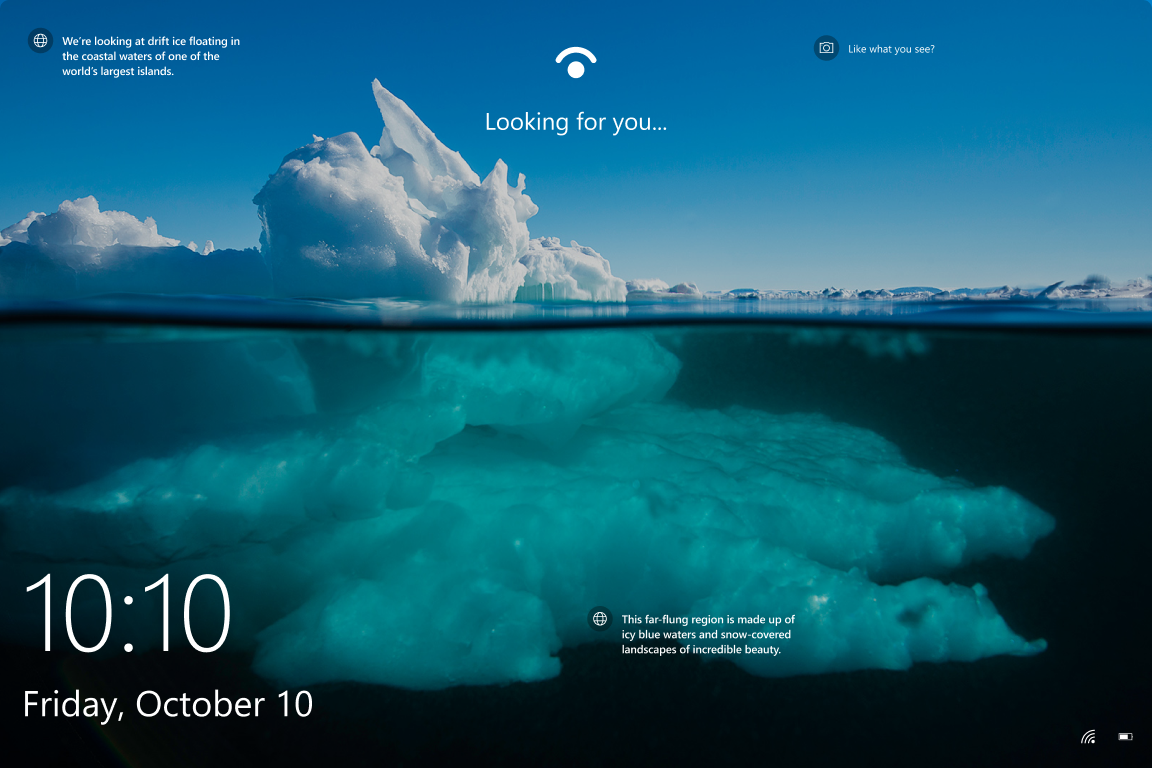 We're looking at drift ice floating in
the coastal waters of one of the
world's largest islands.
Like what you see?
Looking for you...
This far-flung region is made up of
icy blue waters and snow-covered
landscapes of incredible beauty.
10:10
Friday, October 10